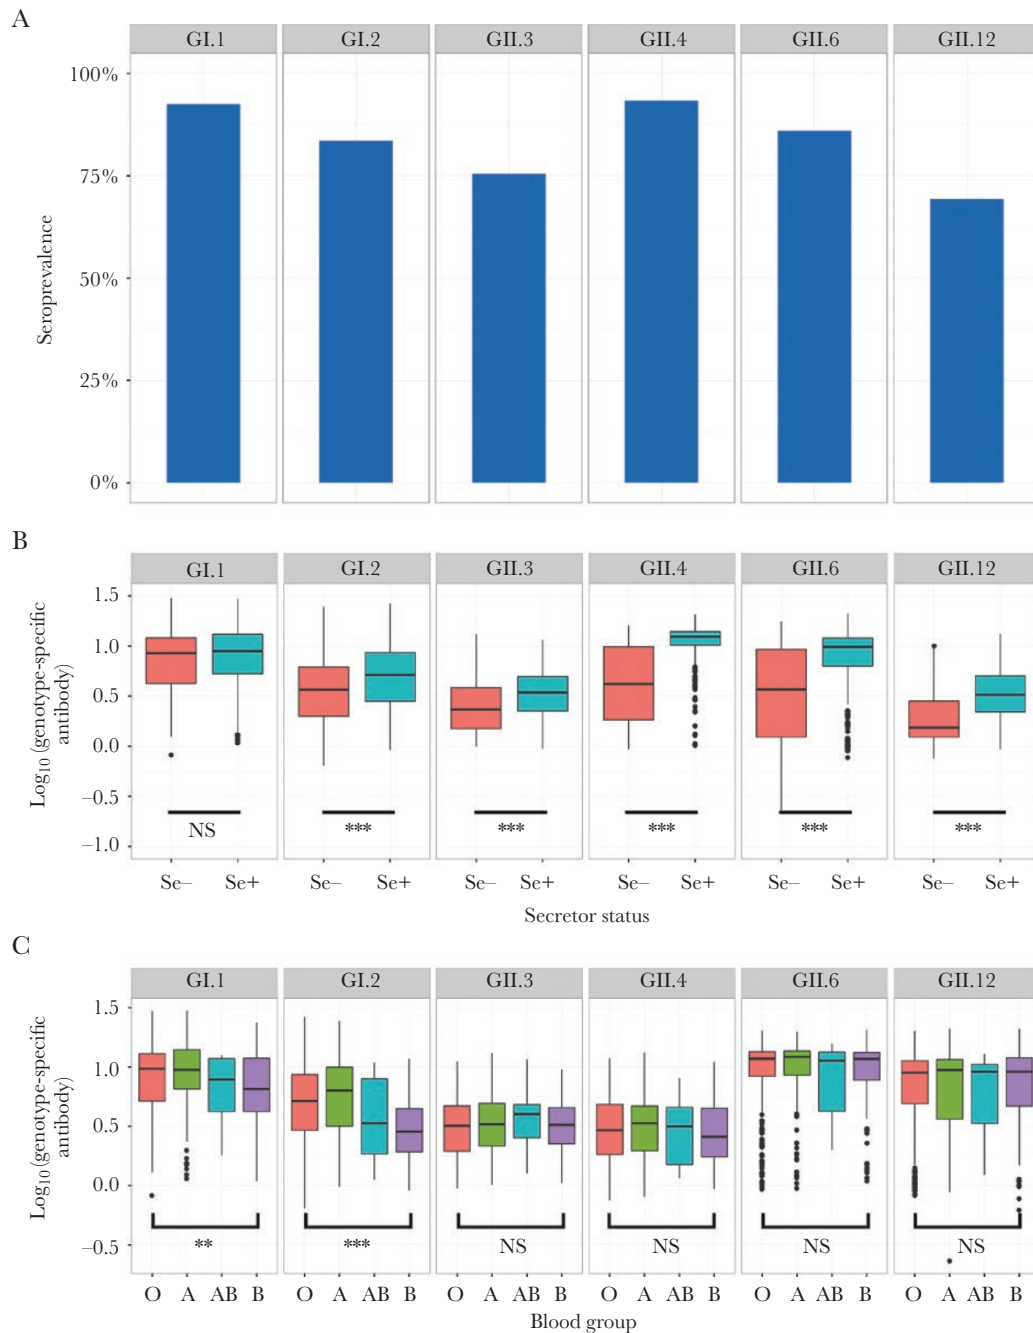 A
GI.1 GI.2 GII.3 GII.4 GII.6 GII.12
100%
75%
50%
25%
0%
Seroprevalence
B
GI.1 GI.2 GII.3 GII.4 GII.6 GII.12
1.5
1.0
0.5
0.0
–0.5
–1.0
Log10 (genotype-specific
antibody)
NS *** *** *** *** ***
Se– Se+ Se– Se+ Se– Se+ Se– Se+ Se– Se+ Se– Se+
Secretor status
C
GI.1 GI.2 GII.3 GII.4 GII.6 GII.12
1.5
1.0
0.5
0.0
–0.5
Log10 (genotype-specific
antibody)
** *** NS NS NS NS
O A AB B O A AB B O A AB B O A AB B O A AB B O A AB B
Blood group